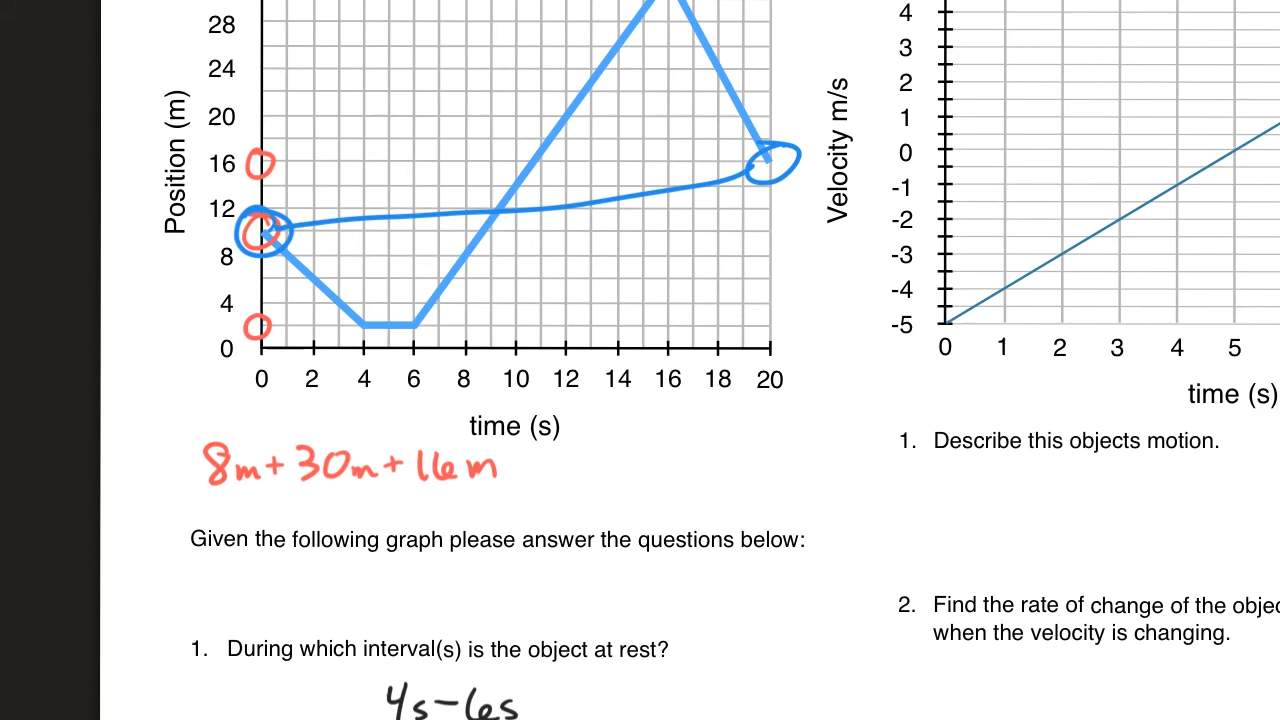 28
24
20
16
12
8
4
0
Position (m)
0 2 4 6 8 10 12 14 16 18 20
time (s)
8m+30m+16m
Given the following graph please answer the questions below:
1. During which interval(s) is the object at rest?
4s-6s
4
3
2
1
0
-1
-2
-3
-4
-5
Velocity m/s
0 1 2 3 4 5
time (s)
1. Describe this objects motion.
2. Find the rate of change of the objec
when the velocity is changing.